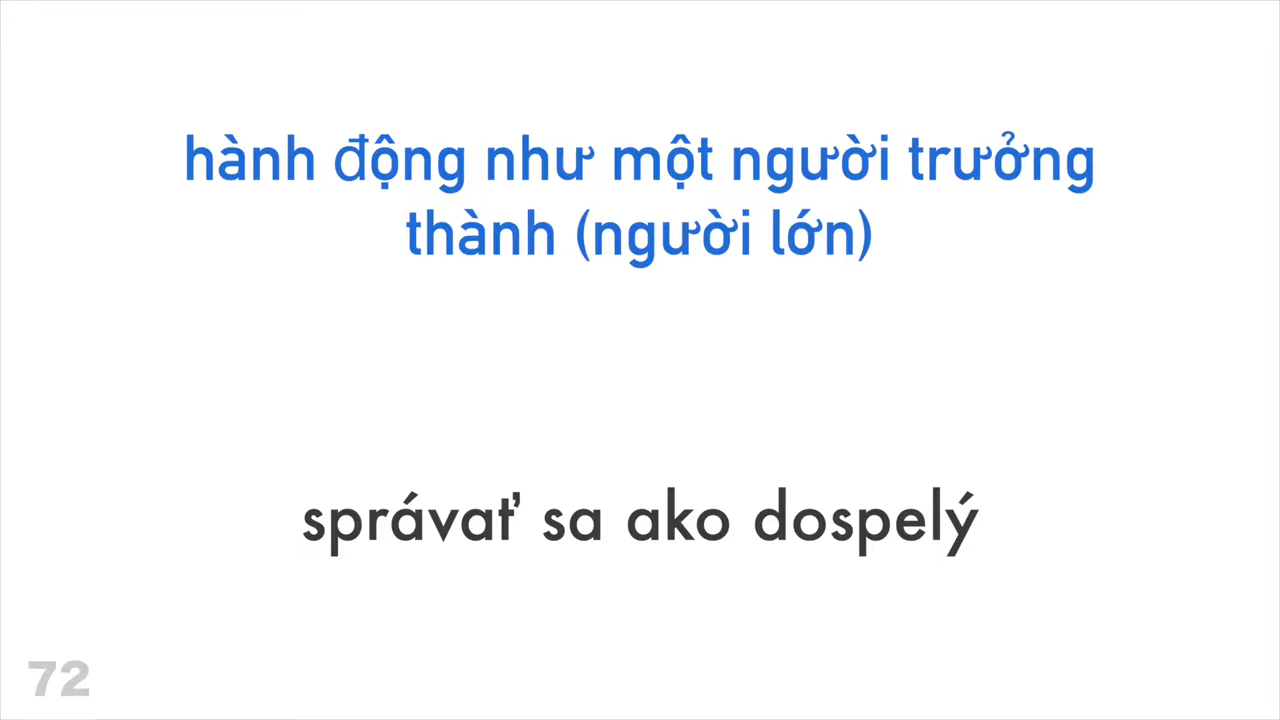 hành động như một người trưởng
thành (người lớn)
správať sa ako dospelý
72